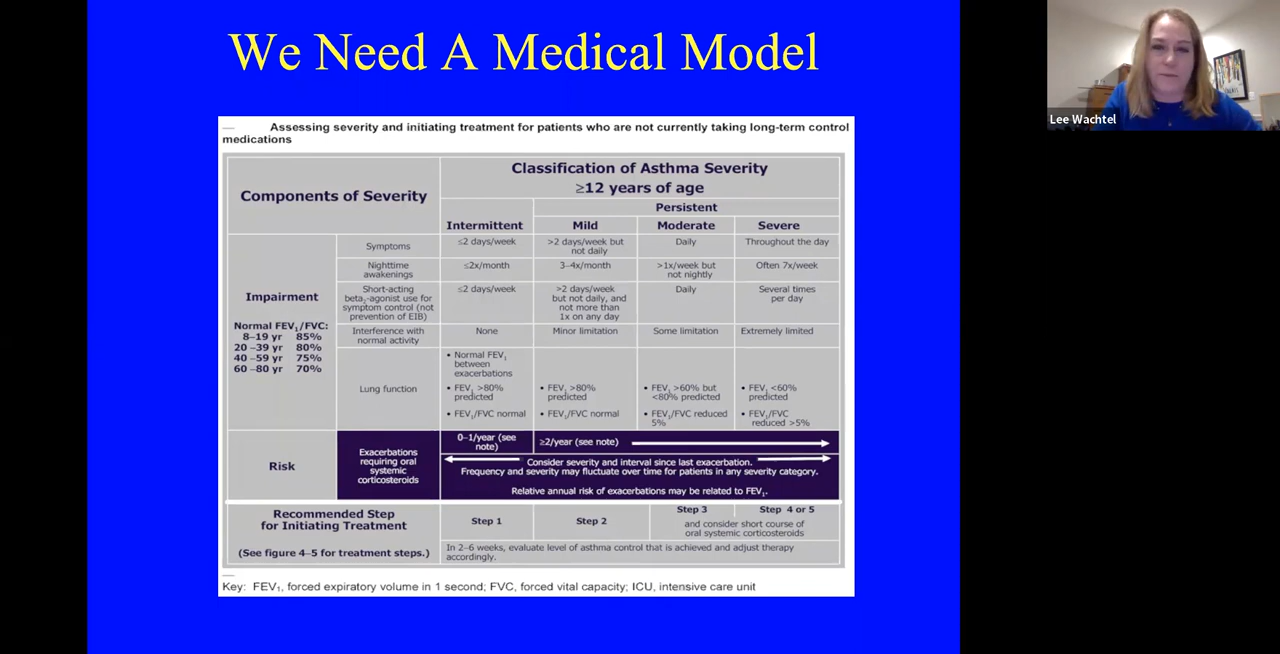 We Need A Medical Model
Lee Wachtel
Assessing severity and initiating treatment for patients who are not currently taking long-term control
medications
Components of Severity
Classification of Asthma Severity
≥12 years of age
Persistent
Intermittent
Mild
Moderate
Severe
Impairment
Normal FEV₁/FVC:
8–19 yr 85%
20 –39 yr 80%
40 –59 yr 75%
60 –80 yr 70%
Symptoms
≤2 days/week
>2 days/week but
not daily
Daily
Throughout the day
Nighttime
awakenings
≤2x/month
3–4x/month
>1x/week but
not nightly
Often 7x/week
Short-acting
beta₂-agonist use for
symptom control (not
prevention of EIB)
≤2 days/week
>2 days/week
but not daily, and
not more than
1x on any day
Daily
Several times
per day
Interference with
normal activity
None
Minor limitation
Some limitation
Extremely limited
Lung function
• Normal FEV₁
between
exacerbations
• FEV₁ >80%
predicted
• FEV₁/FVC normal
• FEV₁ >80%
predicted
• FEV₁/FVC normal
• FEV₁ >60% but
<80% predicted
• FEV₁/FVC reduced
5%
• FEV₁ <60%
predicted
• FEV₁/FVC
reduced >5%
Risk
Exacerbations
requiring oral
systemic
corticosteroids
0–1/year (see
note)
≥2/year (see note)
Consider severity and interval since last exacerbation.
Frequency and severity may fluctuate over time for patients in any severity category.
Relative annual risk of exacerbations may be related to FEV₁.
Recommended Step
for Initiating Treatment
(See figure 4–5 for treatment steps.)
Step 1
Step 2
Step 3
Step 4 or 5
and consider short course of
oral systemic corticosteroids
In 2–6 weeks, evaluate level of asthma control that is achieved and adjust therapy
accordingly.
Key: FEV₁, forced expiratory volume in 1 second; FVC, forced vital capacity; ICU, intensive care unit